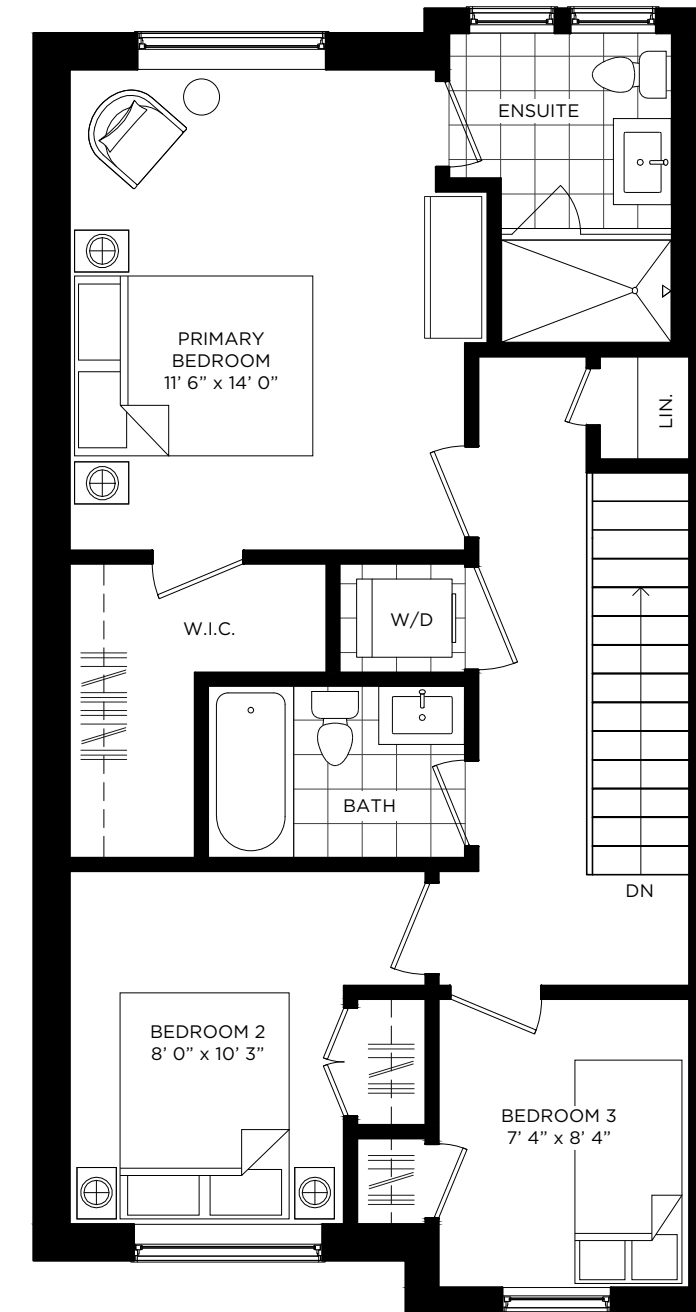 ENSUITE
PRIMARY
BEDROOM
11’ 6” x 14’ 0”
LIN.
W.I.C.
W/D
BATH
DN
BEDROOM 2
8’ 0” x 10’ 3”
BEDROOM 3
7’ 4” x 8’ 4”